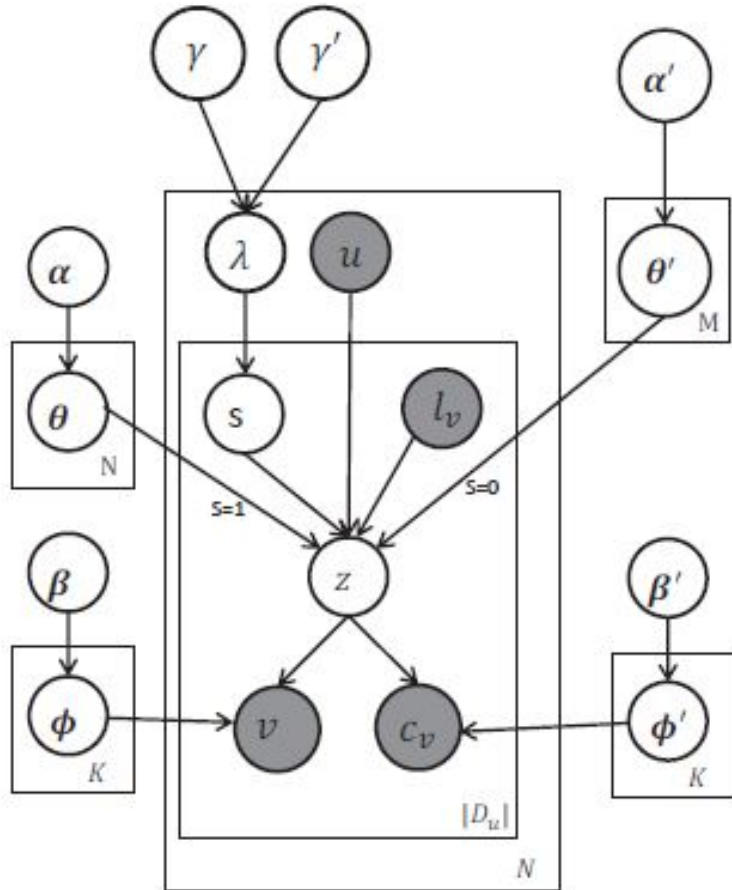 γ γ′ α′
λ u
α θ′
M
s l_v
θ
N
S=1 S=0
z
β β′
v c_v
ϕ ϕ′
K K
|D_u|
N